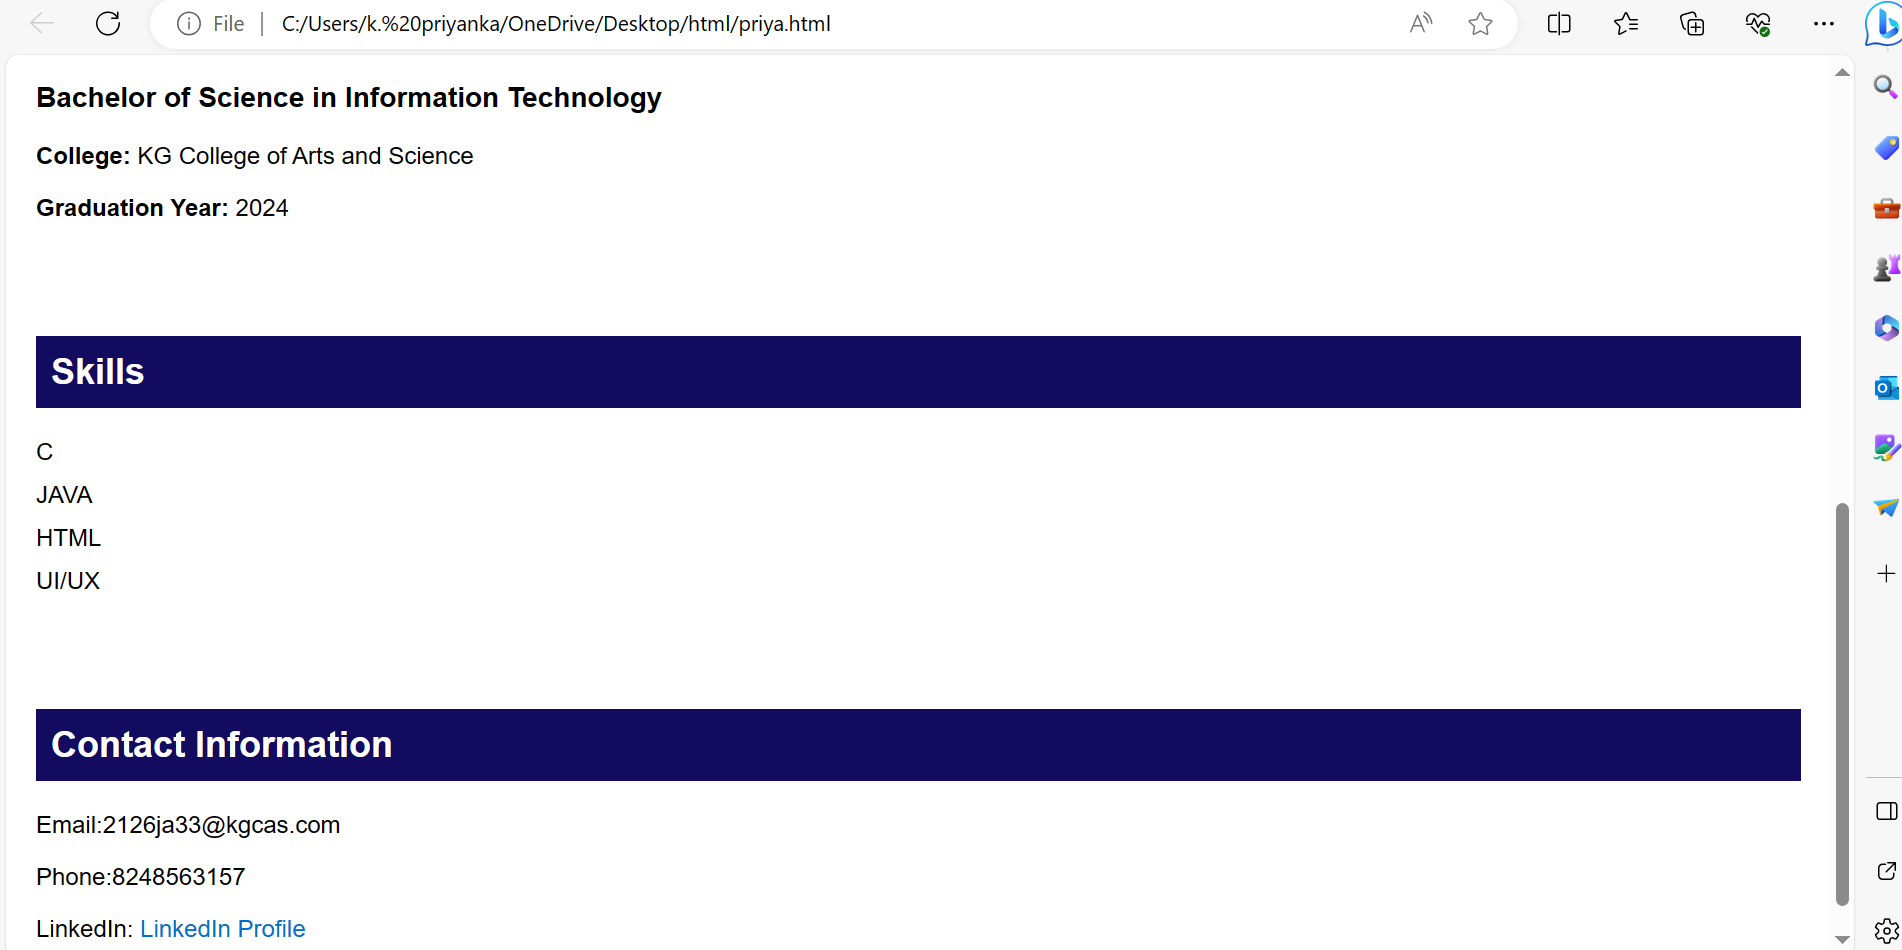 File C:/Users/k.%20priyanka/OneDrive/Desktop/html/priya.html
Bachelor of Science in Information Technology
College: KG College of Arts and Science
Graduation Year: 2024
Skills
C
JAVA
HTML
UI/UX
Contact Information
Email:2126ja33@kgcas.com
Phone:8248563157
LinkedIn: LinkedIn Profile